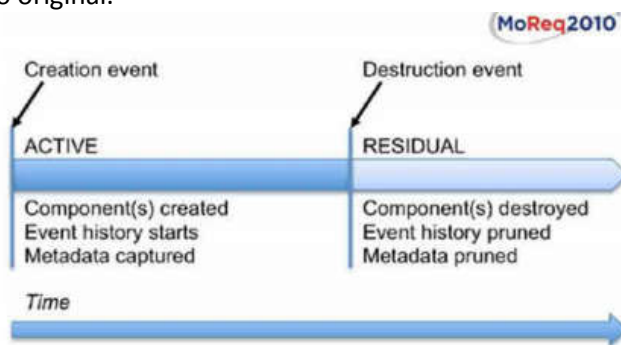 o original.
MoReq2010
Creation event
Destruction event
ACTIVE
RESIDUAL
Component(s) created
Event history starts
Metadata captured
Component(s) destroyed
Event history pruned
Metadata pruned
Time